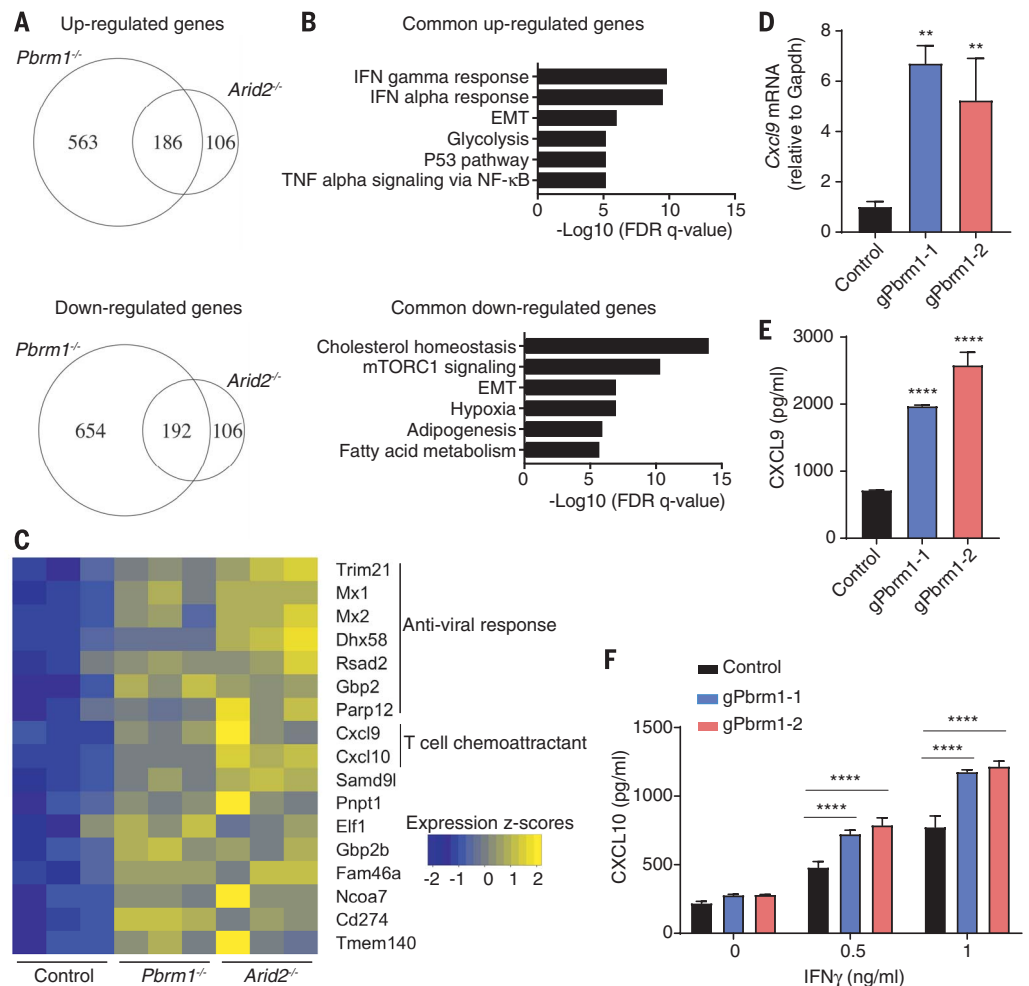 A
Up-regulated genes
Pbrm1-/-
Arid2-/-
563
186
106
Down-regulated genes
Pbrm1-/-
Arid2-/-
654
192
106
B
Common up-regulated genes
IFN gamma response
IFN alpha response
EMT
Glycolysis
P53 pathway
TNF alpha signaling via NF-κB
0 5 10 15
-Log10 (FDR q-value)
Common down-regulated genes
Cholesterol homeostasis
mTORC1 signaling
EMT
Hypoxia
Adipogenesis
Fatty acid metabolism
0 5 10 15
-Log10 (FDR q-value)
C
Trim21
Mx1
Mx2
Dhx58
Rsad2
Gbp2
Parp12
Cxcl9
Cxcl10
Samd9l
Pnpt1
Elf1
Gbp2b
Fam46a
Ncoa7
Cd274
Tmem140
Anti-viral response
T cell chemoattractant
Expression z-scores
-2 -1 0 1 2
Control
Pbrm1-/-
Arid2-/-
D
Cxcl9 mRNA
(relative to Gapdh)
8
6
4
2
0
**
**
Control
gPbrm1-1
gPbrm1-2
E
CXCL9 (pg/ml)
3000
2000
1000
0
****
****
Control
gPbrm1-1
gPbrm1-2
F
Control
gPbrm1-1
gPbrm1-2
CXCL10 (pg/ml)
1500
1000
500
0
****
****
****
****
0 0.5 1
IFNγ (ng/ml)